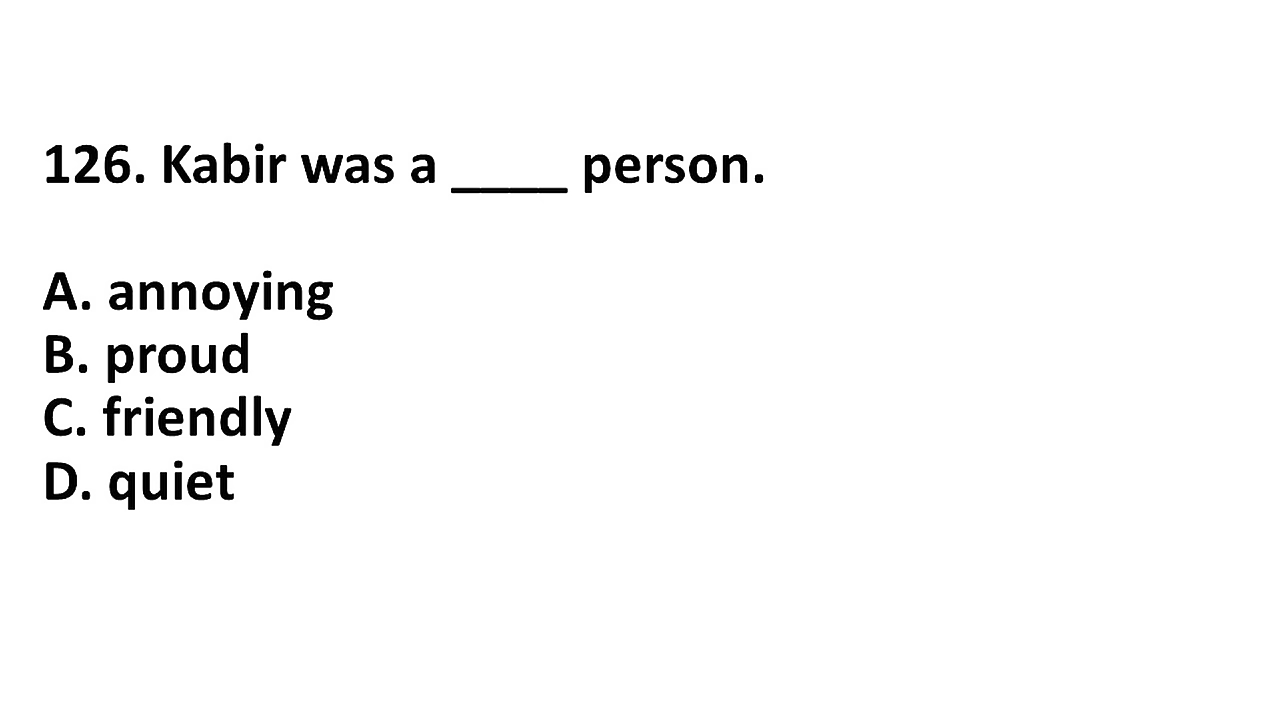 126. Kabir was a ____ person.
A. annoying
B. proud
C. friendly
D. quiet